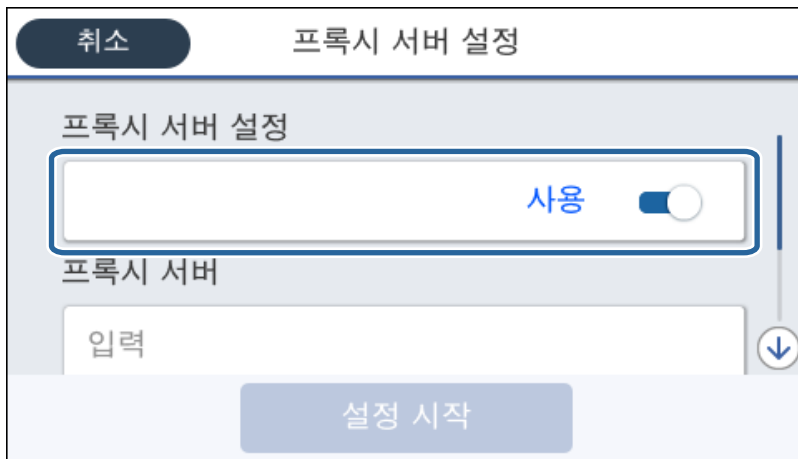 취소
프록시 서버 설정
프록시 서버 설정
사용
프록시 서버
입력
설정 시작